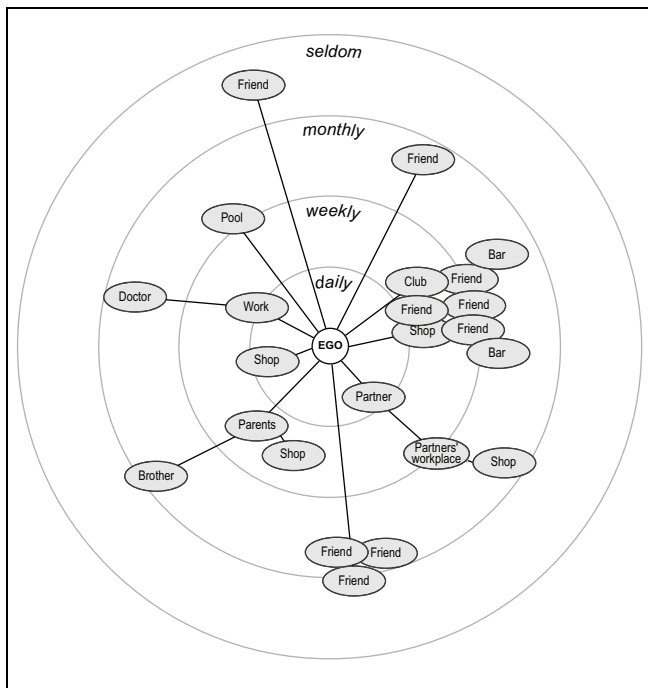 seldom
Friend
monthly
Friend
Pool
weekly
Bar
daily
Club
Friend
Doctor
Work
Friend
Friend
Shop
Friend
EGO
Bar
Shop
Partner
Parents
Shop
Partners'
workplace
Shop
Brother
Friend
Friend
Friend